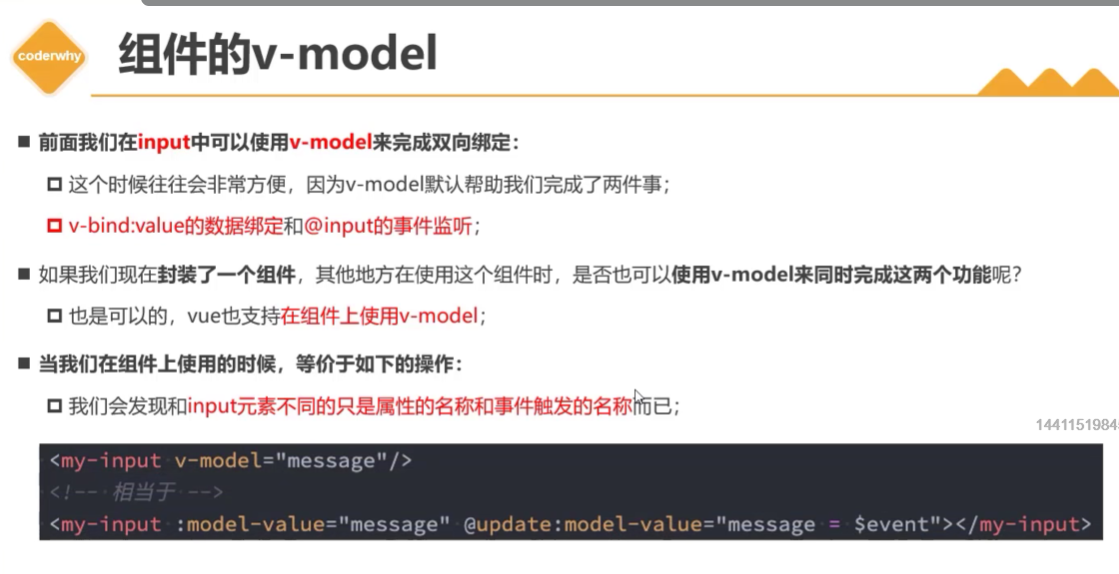 coderwhy
组件的v-model
前面我们在input中可以使用v-model来完成双向绑定：
这个时候往往会非常方便，因为v-model默认帮助我们完成了两件事；
v-bind:value的数据绑定和@input的事件监听；
如果我们现在封装了一个组件，其他地方在使用这个组件时，是否也可以使用v-model来同时完成这两个功能呢？
也是可以的，vue也支持在组件上使用v-model；
当我们在组件上使用的时候，等价于如下的操作：
我们会发现和input元素不同的只是属性的名称和事件触发的名称而已；
<my-input v-model="message"/>
<!-- 相当于 -->
<my-input :model-value="message" @update:model-value="message = $event"></my-input>